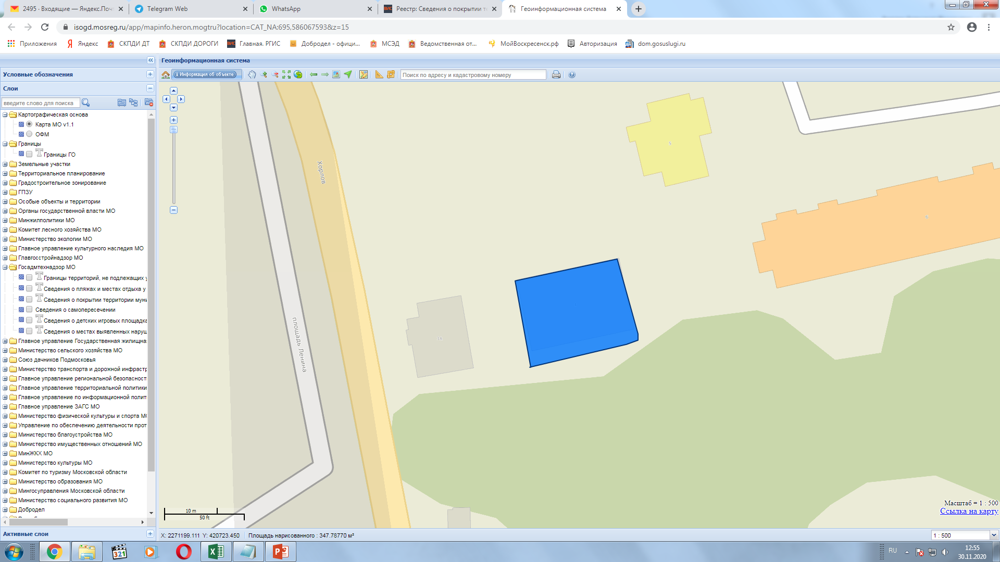 2495 · Входящие — Яндекс.Поч
Telegram Web
WhatsApp
Реестр: Сведения о покрытии т
Геоинформационная система
isogd.mosreg.ru/app/mapinfo.heron.mogtru?location=CAT_NA:695,586067593&z=15
Приложения
Яндекс
СКПДИ ДТ
СКПДИ ДОРОГИ
Главная. РГИС
Добродел - офици...
МСЭД
Ведомственная от...
МойВоскресенск.рф
Авторизация
dom.gosuslugi.ru
Геоинформационная система
Информация об объекте
Поиск по адресу и кадастровому номеру
Условные обозначения
Слои
введите слово для поиска
Картографическая основа
Карта МО v1.1
ОФМ
Границы
Границы ГО
Земельные участки
Территориальное планирование
Градостроительное зонирование
ГПЗУ
Особые объекты и территории
Органы государственной власти МО
Минжилполитики МО
Комитет лесного хозяйства МО
Министерство экологии МО
Главное управление культурного наследия МО
Главгосстройнадзор МО
Госадмтехнадзор МО
Границы территорий, не подлежащих у
Сведения о пляжах и местах отдыха у
Сведения о покрытии территории муни
Сведения о самопересечении
Сведения о детских игровых площадка
Сведения о местах выявленных наруш
Главное управление Государственная жилищна
Министерство сельского хозяйства МО
Союз дачников Подмосковья
Министерство транспорта и дорожной инфрастр
Главное управление региональной безопасност
Главное управление территориальной политики
Главное управление по информационной полит
Главное управление ЗАГС МО
Министерство физической культуры и спорта МО
Управление по обеспечению деятельности прот
Министерство благоустройства МО
Министерство имущественных отношений МО
МинЖКХ МО
Министерство культуры МО
Комитет по туризму Московской области
Министерство образования МО
Мингосуправления Московской области
Министерство социального развития МО
Добродел
Активные слои
Хорлов
площадь Ленина
1А
5
6
10 m
50 ft
Масштаб = 1 : 500
Ссылка на карту
X: 2271199.111 Y: 420723.450
Площадь нарисованного : 347.78770 м²
1 : 500
321
RU
12:55
30.11.2020